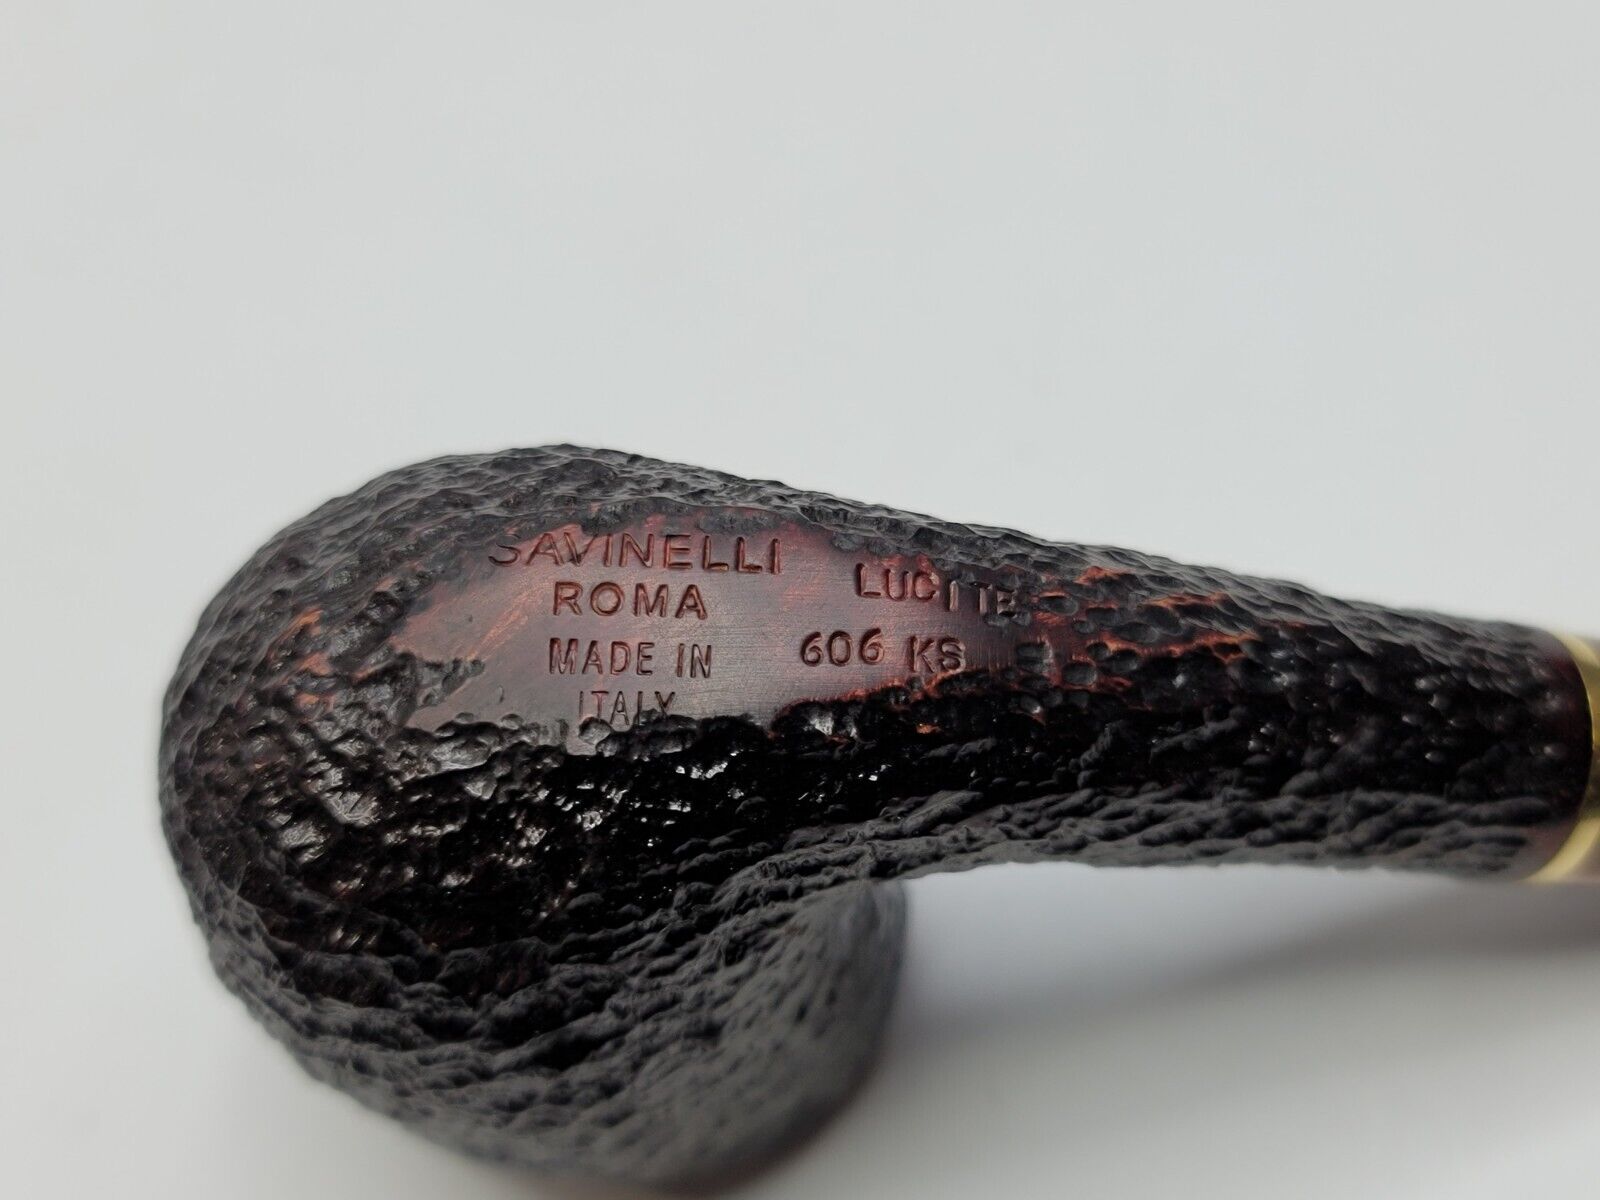 SAVINELLI
ROMA
MADE IN
ITALY
LUCITE
606 KS